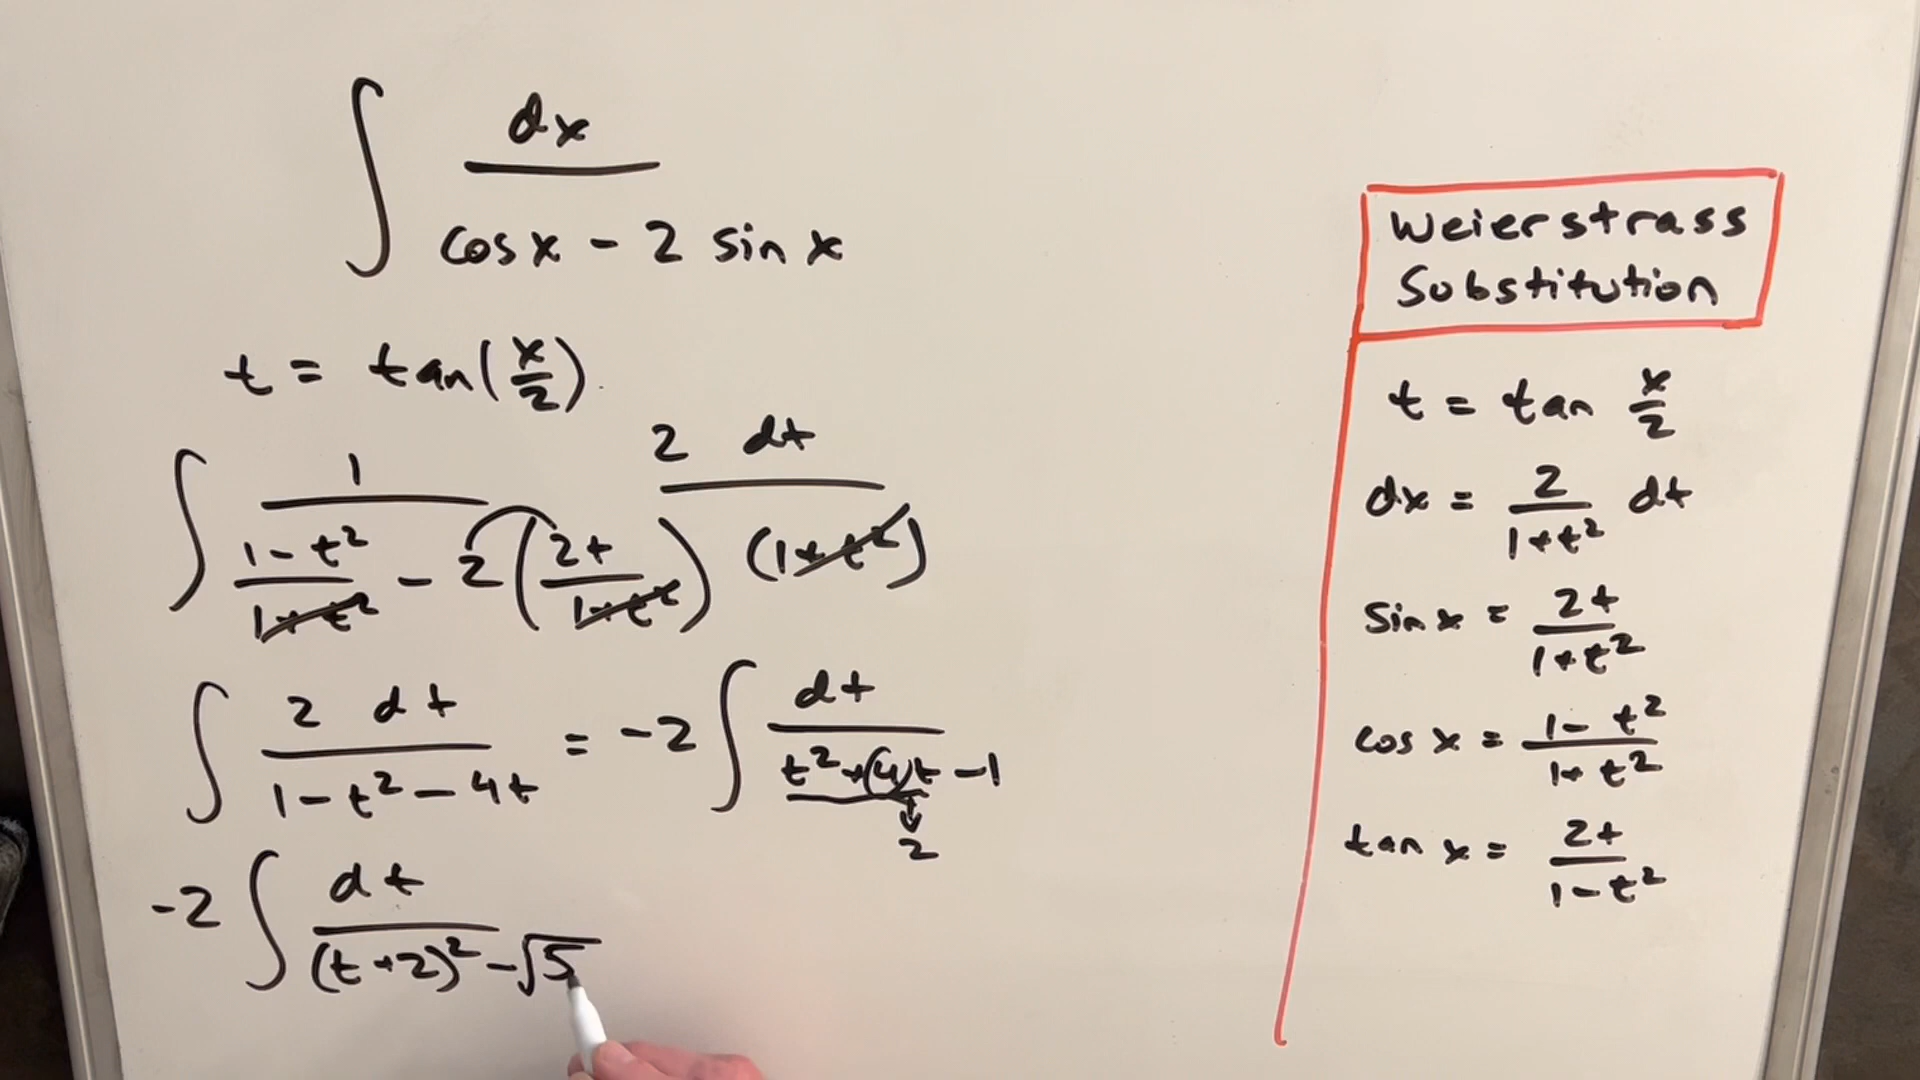 ∫ dx / (cos x - 2 sin x)
t = tan(x/2).
∫ 1 / ((1-t²)/(1+t²) - 2(2t/(1+t²))) 2 dt / (1+t²)
∫ 2 dt / (1-t²-4t) = -2 ∫ dt / (t²+(4)t-1)
↓
2
-2 ∫ dt / ((t+2)² - √5
Weierstrass
Substitution
t = tan x/2
dx = 2/(1+t²) dt
sin x = 2t/(1+t²)
cos x = (1-t²)/(1+t²)
tan x = 2t/(1-t²)